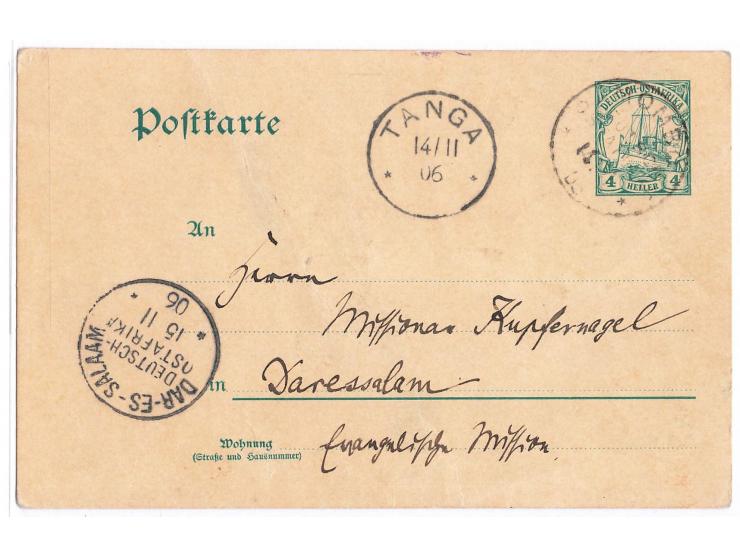 Postkarte
TANGA
14/11
06
DEUTSCH-OSTAFRIKA
4 HELLER 4
An
Herrn
Missionar Kupfernagel
in Daressalam
Evangelische Mission.
Wohnung
(Straße und Hausnummer)
DAR-ES-SALAAM
DEUTSCH-
OSTAFRIKA
15 11
06